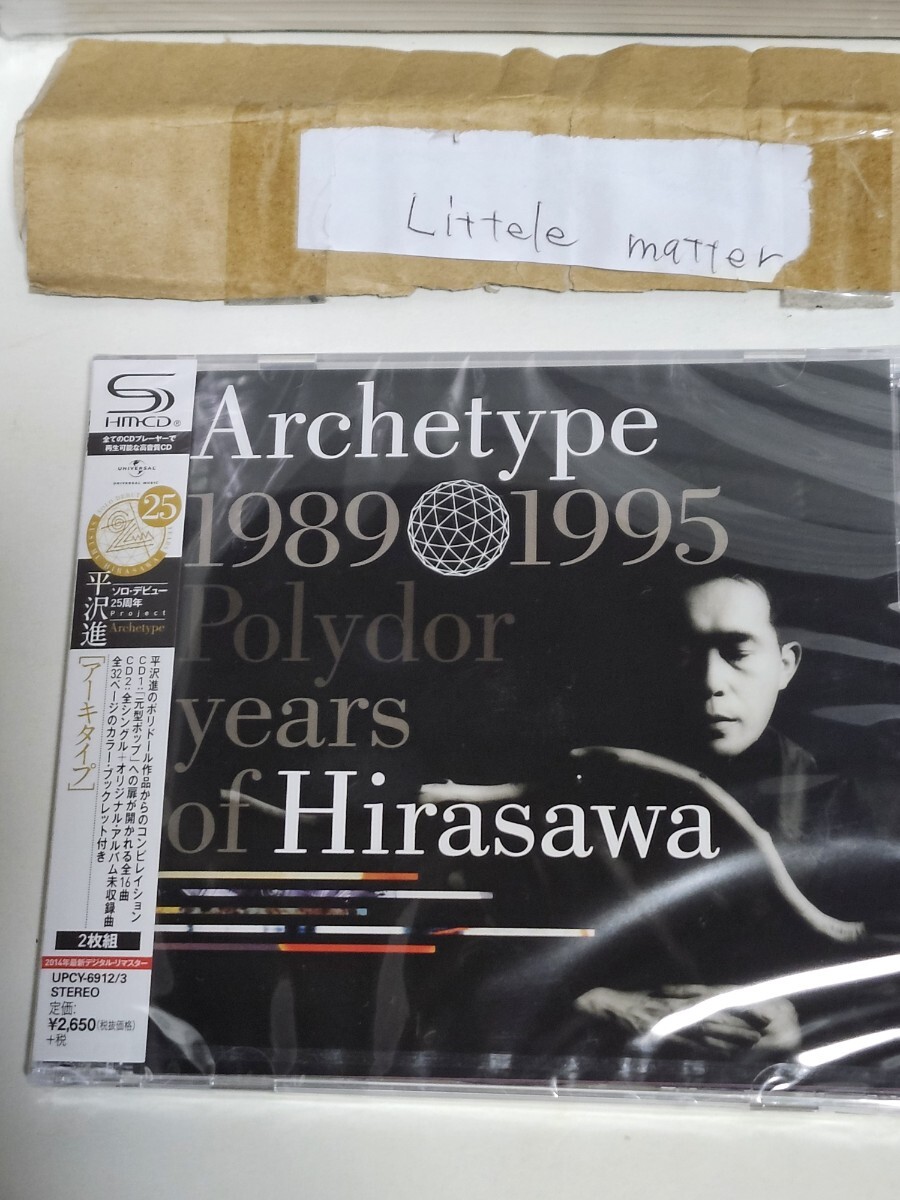 Littele matter
SHM-CD®
全てのCDプレーヤーで
再生可能な高音質CD
UNIVERSAL
UNIVERSAL MUSIC
25
平沢進
ソロ・デビュー
25周年
Project
Archetype
[アーキタイプ]
平沢進のポリドール作品からのコンピレイション
CD1:「元型ポップ」への扉が開かれる全16曲
CD2:全シングル+オリジナル・アルバム未収録曲
全32ページのカラー・ブックレット付き
2枚組
2014年最新デジタル・リマスター
UPCY-6912/3
STEREO
定価:
¥2,650(税抜価格)
+税
Archetype
1989 1995
Polydor
years
of Hirasawa